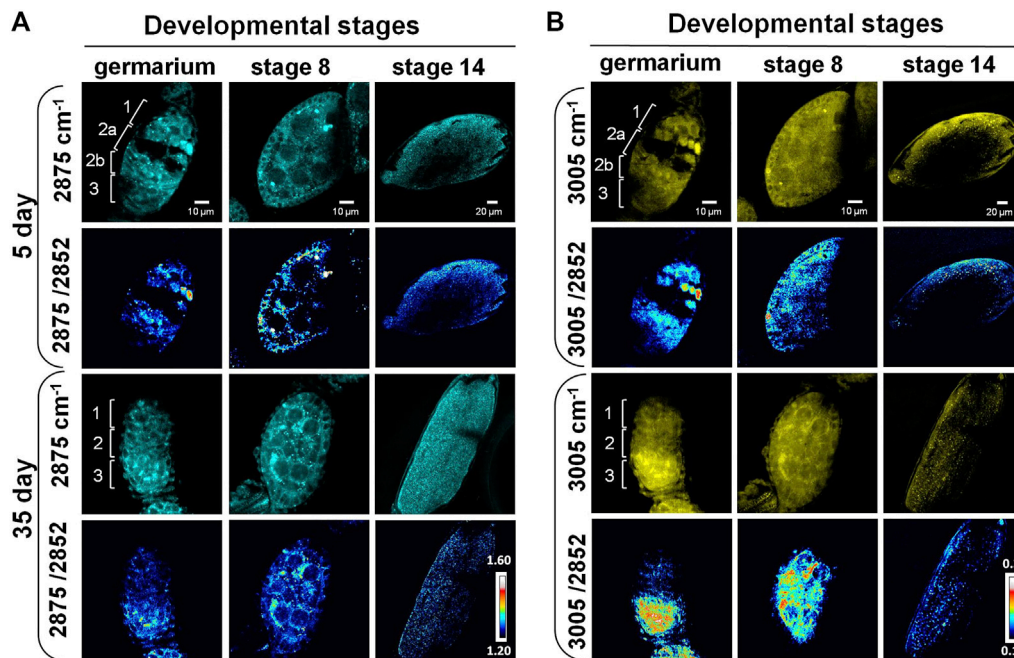 A
Developmental stages
germarium stage 8 stage 14
5 day
2875 cm-1
1
2a
2b
3
10 µm
10 µm
20 µm
2875 /2852
35 day
2875 cm-1
1
2
3
2875 /2852
1.60
1.20
B
Developmental stages
germarium stage 8 stage 14
3005 cm-1
1
2a
2b
3
10 µm
10 µm
20 µm
3005 /2852
3005 cm-1
1
2
3
3005 /2852